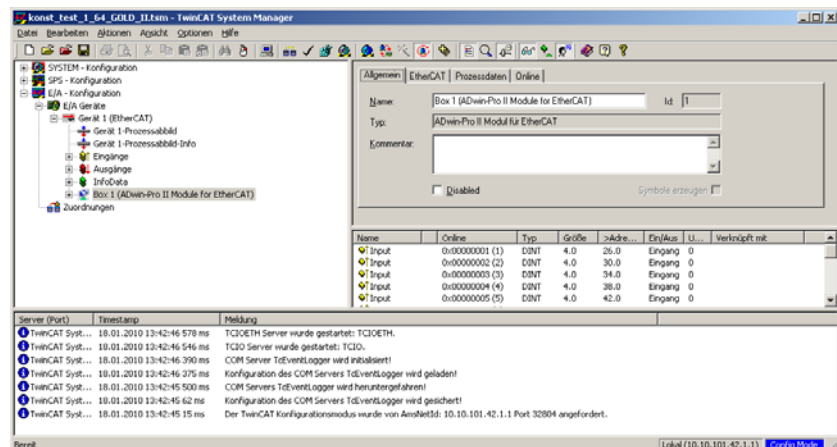 konst_test_1_64_GOLD_II.tsm - TwinCAT System Manager
Datei Bearbeiten Aktionen Ansicht Optionen Hilfe
SYSTEM - Konfiguration
SPS - Konfiguration
E/A - Konfiguration
E/A Geräte
Gerät 1 (EtherCAT)
Gerät 1-Prozessabbild
Gerät 1-Prozessabbild-Info
Eingänge
Ausgänge
InfoData
Box 1 (ADwin-Pro II Module for EtherCAT)
Zuordnungen
Allgemein EtherCAT Prozessdaten Online
Name: Box 1 (ADwin-Pro II Module for EtherCAT) Id: 1
Typ: ADwin-Pro II Modul für EtherCAT
Kommentar:
Disabled Symbole erzeugen
Name Online Typ Größe >Adre... Ein/Aus U... Verknüpft mit
Input 0x00000001 (1) DINT 4.0 26.0 Eingang 0
Input 0x00000002 (2) DINT 4.0 30.0 Eingang 0
Input 0x00000003 (3) DINT 4.0 34.0 Eingang 0
Input 0x00000004 (4) DINT 4.0 38.0 Eingang 0
Input 0x00000005 (5) DINT 4.0 42.0 Eingang 0
Server (Port) Timestamp Meldung
TwinCAT Syst... 18.01.2010 13:42:46 578 ms TCIOETH Server wurde gestartet: TCIOETH.
TwinCAT Syst... 18.01.2010 13:42:46 546 ms TCIO Server wurde gestartet: TCIO.
TwinCAT Syst... 18.01.2010 13:42:46 390 ms COM Server TcEventLogger wird initialisiert!
TwinCAT Syst... 18.01.2010 13:42:46 375 ms Konfiguration des COM Servers TcEventLogger wird geladen!
TwinCAT Syst... 18.01.2010 13:42:45 500 ms COM Servers TcEventLogger wird heruntergefahren!
TwinCAT Syst... 18.01.2010 13:42:45 62 ms Konfiguration des COM Servers TcEventLogger wird gesichert!
TwinCAT Syst... 18.01.2010 13:42:45 15 ms Der TwinCAT Konfigurationsmodus wurde von AmsNetId: 10.10.101.42.1.1 Port 32804 angefordert.
Bereit Lokal (10.10.101.42.1.1) Config Mode